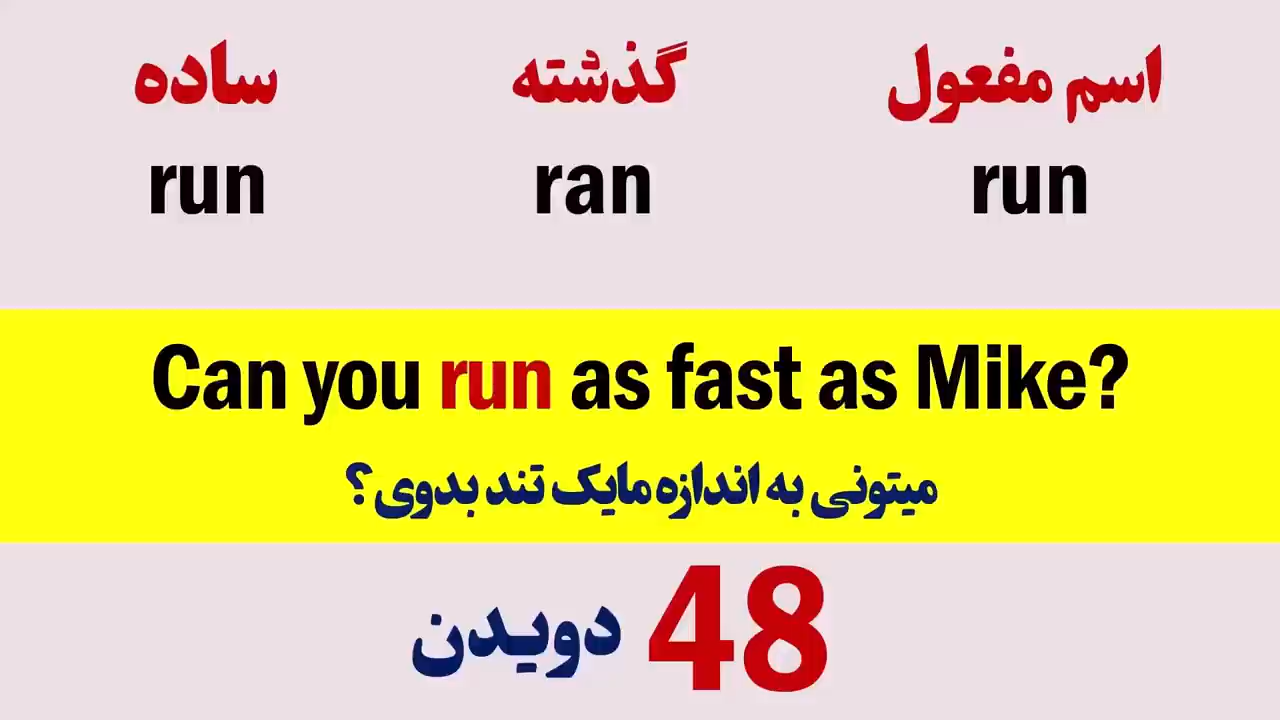 ساده گذشته اسم مفعول
run ran run
Can you run as fast as Mike?
میتونی به اندازه مایک تند بدوی؟
48 دویدن